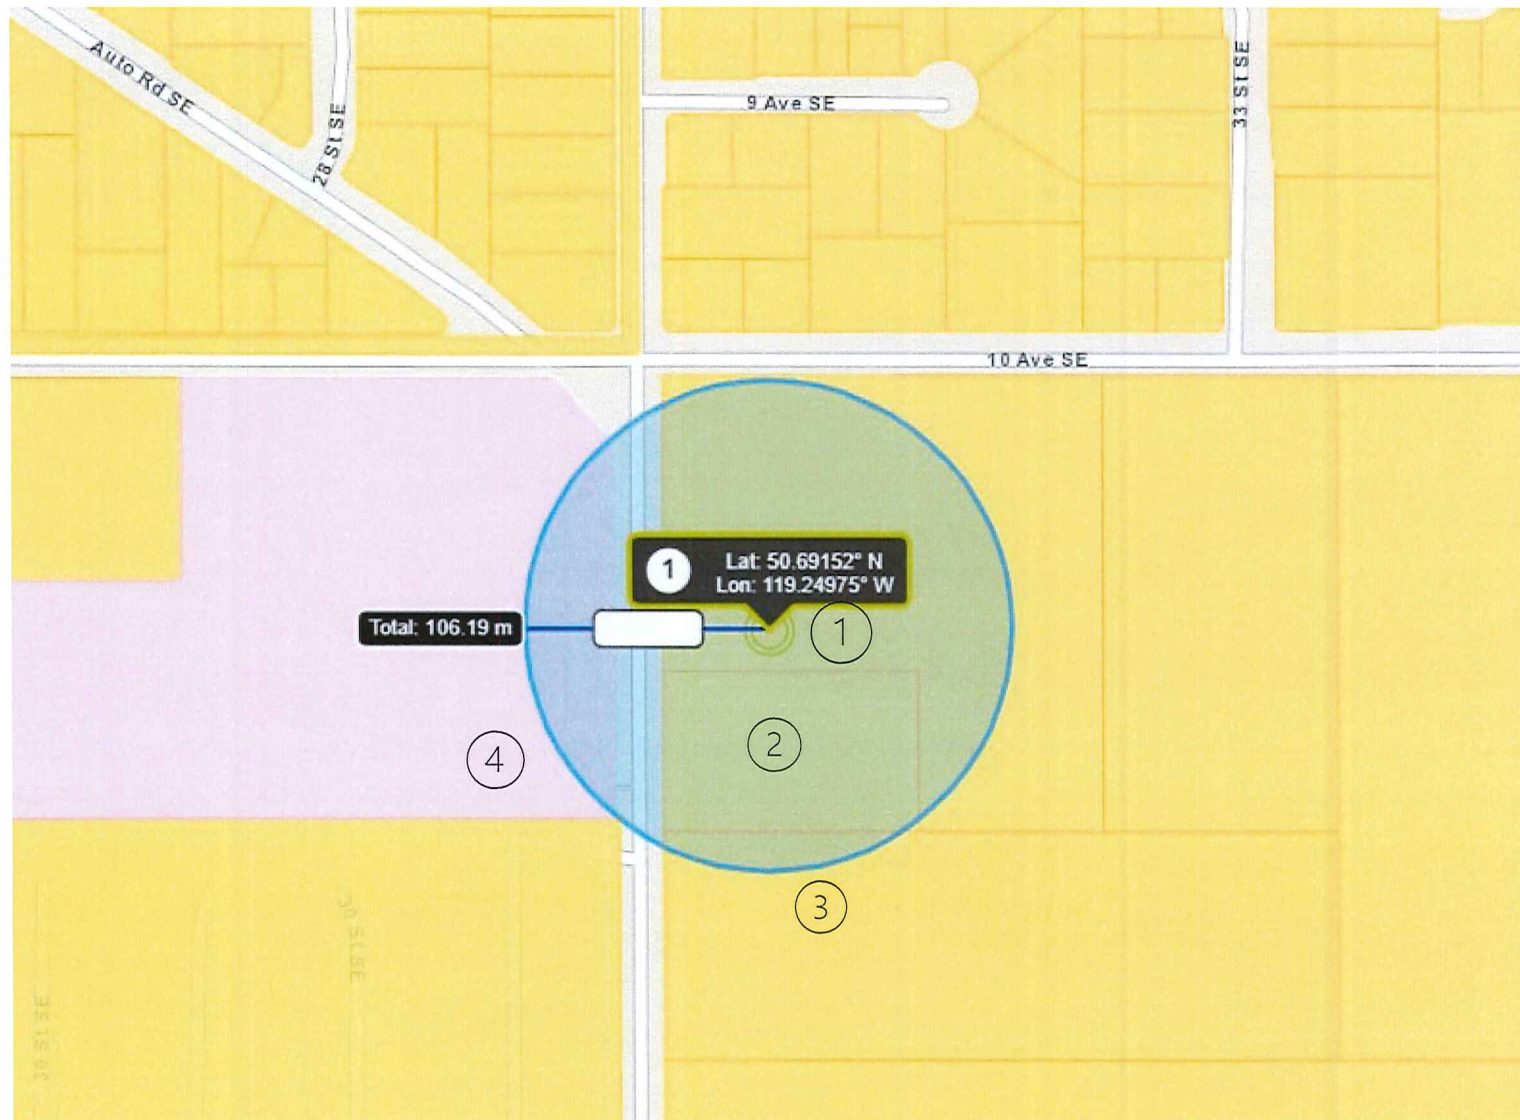 Auto Rd SE
28 St SE
9 Ave SE
33 St SE
10 Ave SE
1
Lat: 50.69152° N
Lon: 119.24975° W
Total: 106.19 m
1
2
4
3
30 St SE
30 St SE